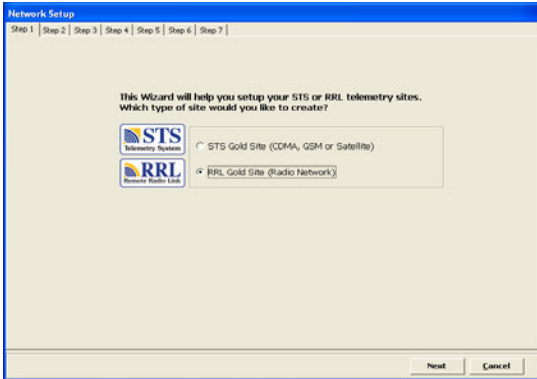 Network Setup
Step 1 Step 2 Step 3 Step 4 Step 5 Step 6 Step 7
This Wizard will help you setup your STS or RRL telemetry sites.
Which type of site would you like to create?
STS
Telemetry System
STS Gold Site (CDMA, GSM or Satellite)
RRL
Remote Radio Link
RRL Gold Site (Radio Network)
Next Cancel